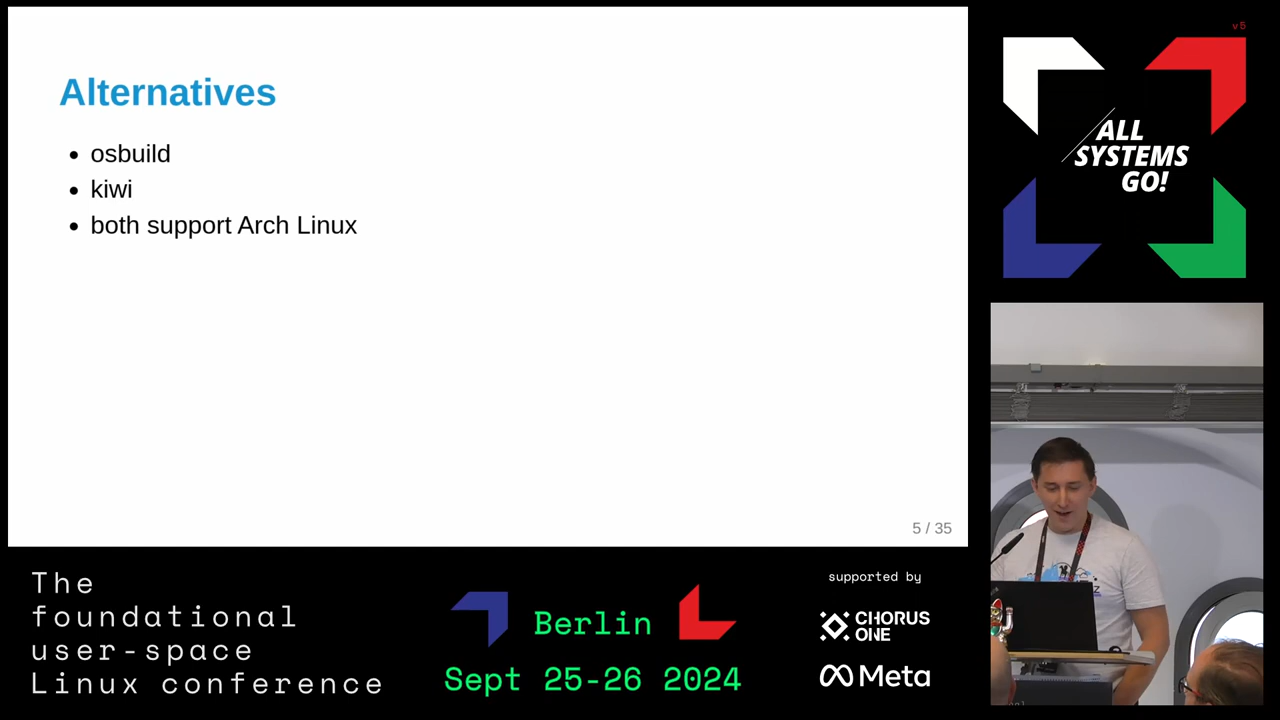 Alternatives
osbuild
kiwi
both support Arch Linux
5 / 35
v5
ALL
SYSTEMS
GO!
The
foundational
user-space
Linux conference
Berlin
Sept 25-26 2024
supported by
CHORUS
ONE
Meta